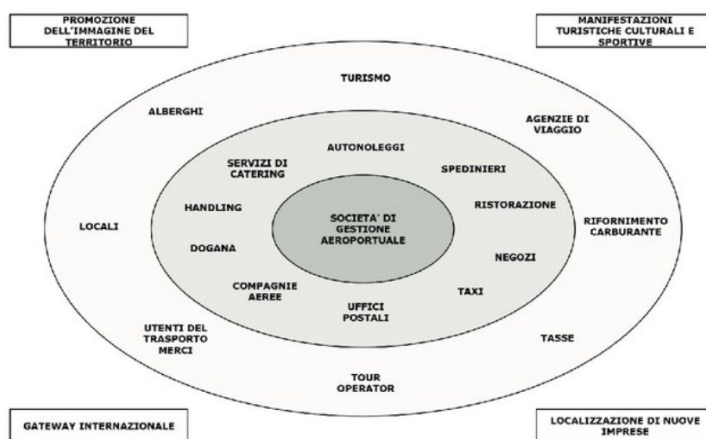 PROMOZIONE
DELL'IMMAGINE DEL
TERRITORIO
MANIFESTAZIONI
TURISTICHE CULTURALI E
SPORTIVE
TURISMO
ALBERGHI
AGENZIE DI
VIAGGIO
AUTONOLEGGI
SERVIZI DI
CATERING
SPEDINIERI
HANDLING
RISTORAZIONE
SOCIETA' DI
GESTIONE
AEROPORTUALE
LOCALI
RIFORNIMENTO
CARBURANTE
DOGANA
NEGOZI
COMPAGNIE
AEREE
TAXI
UFFICI
POSTALI
UTENTI DEL
TRASPORTO
MERCI
TASSE
TOUR
OPERATOR
GATEWAY INTERNAZIONALE
LOCALIZZAZIONE DI NUOVE
IMPRESE